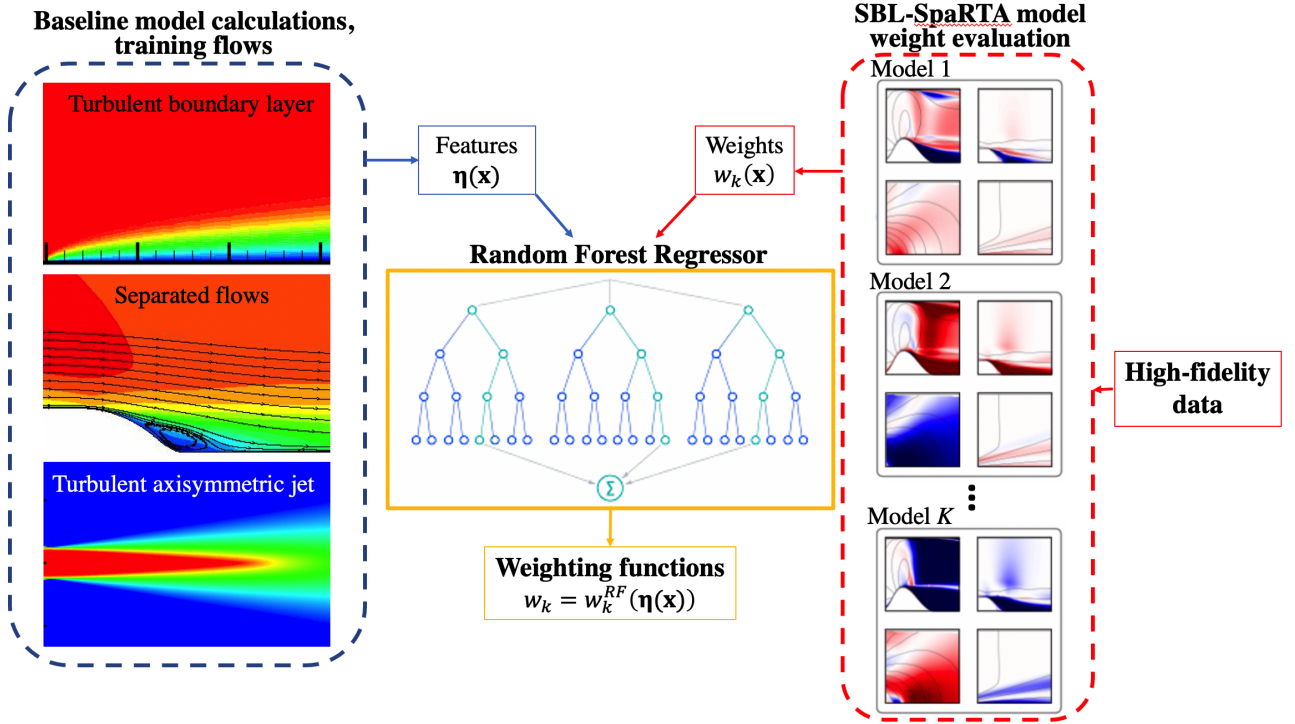 Baseline model calculations,
training flows
Turbulent boundary layer
Separated flows
Turbulent axisymmetric jet
Features
η(x)
Weights
w_k(x)
Random Forest Regressor
Σ
Weighting functions
w_k = w_k^{RF}(η(x))
SBL-SpaRTA model
weight evaluation
Model 1
Model 2
⋮
Model K
High-fidelity
data